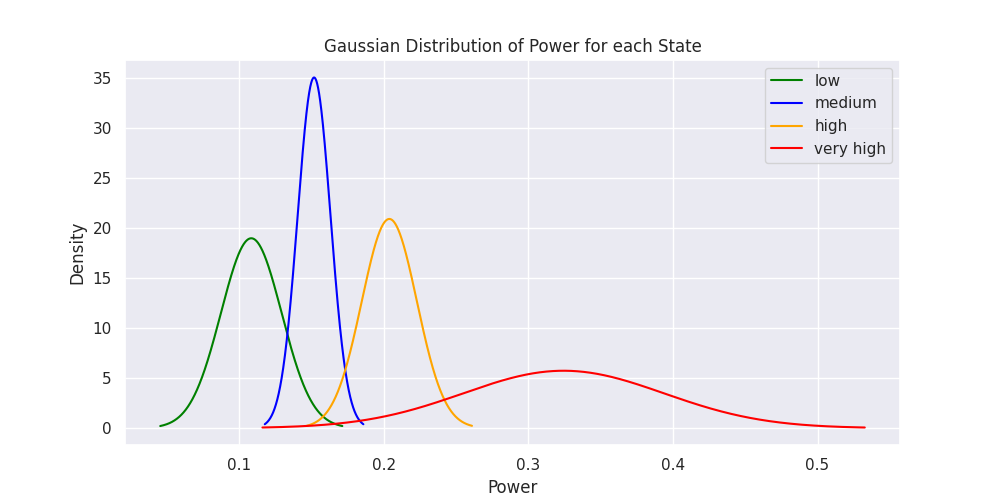 Gaussian Distribution of Power for each State
35
30
25
20
15
10
5
0
Density
low
medium
high
very high
0.1 0.2 0.3 0.4 0.5
Power